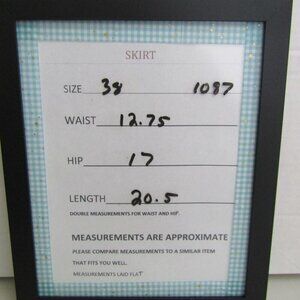 SKIRT
SIZE 38 1087
WAIST 12.75
HIP 17
LENGTH 20.5
DOUBLE MEASUREMENTS FOR WAIST AND HIP.
MEASUREMENTS ARE APPROXIMATE
PLEASE COMPARE MEASUREMENTS TO A SIMILAR ITEM
THAT FITS YOU WELL.
MEASUREMENTS LAID FLAT